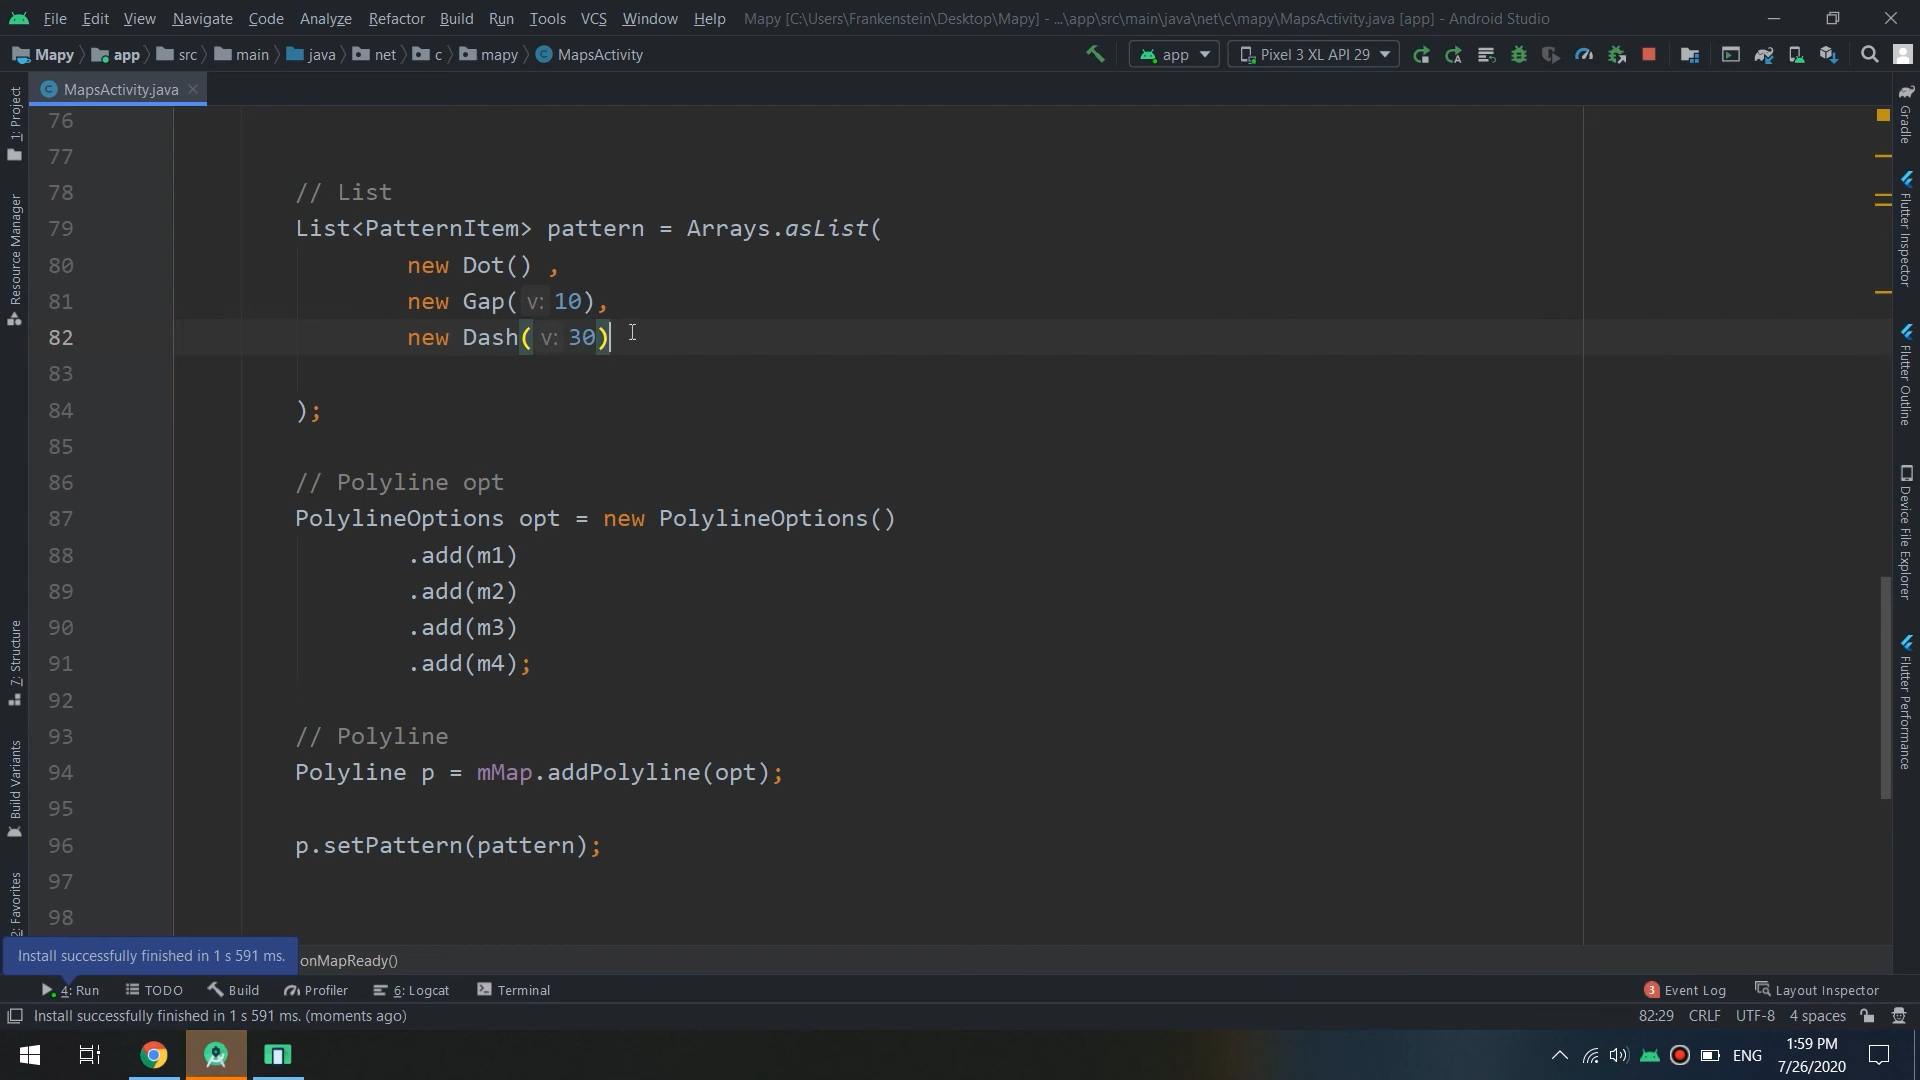 File Edit View Navigate Code Analyze Refactor Build Run Tools VCS Window Help Mapy [C:\Users\Frankenstein\Desktop\Mapy] - ...\app\src\main\java\net\c\mapy\MapsActivity.java [app] - Android Studio
Mapy app src main java net c mapy MapsActivity app Pixel 3 XL API 29
MapsActivity.java
1: Project
Resource Manager
7: Structure
Build Variants
2: Favorites
76
77
78 // List
79 List<PatternItem> pattern = Arrays.asList(
80 new Dot() ,
81 new Gap( v: 10),
82 new Dash( v: 30)
83
84 );
85
86 // Polyline opt
87 PolylineOptions opt = new PolylineOptions()
88 .add(m1)
89 .add(m2)
90 .add(m3)
91 .add(m4);
92
93 // Polyline
94 Polyline p = mMap.addPolyline(opt);
95
96 p.setPattern(pattern);
97
98
Gradle
Flutter Inspector
Flutter Outline
Device File Explorer
Flutter Performance
Install successfully finished in 1 s 591 ms.
onMapReady()
4: Run TODO Build Profiler 6: Logcat Terminal 3 Event Log Layout Inspector
Install successfully finished in 1 s 591 ms. (moments ago) 82:29 CRLF UTF-8 4 spaces
ENG 1:59 PM
7/26/2020